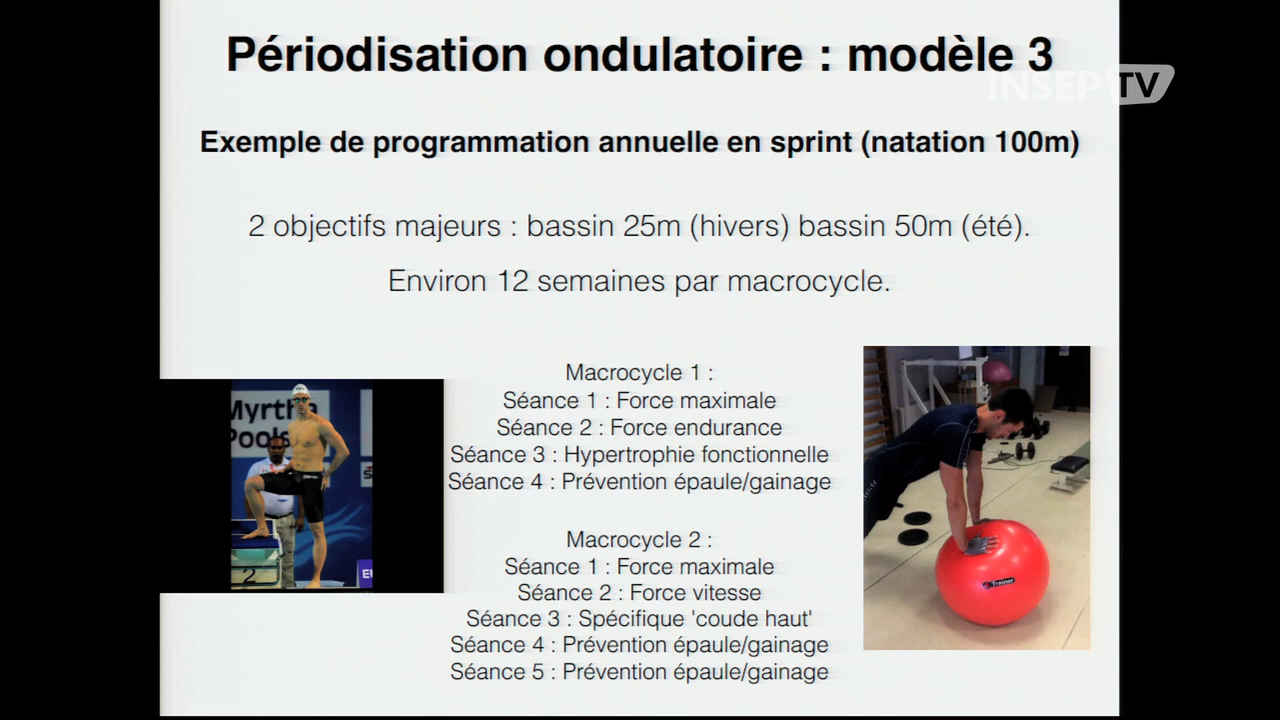 Périodisation ondulatoire : modèle 3
INSEP TV
Exemple de programmation annuelle en sprint (natation 100m)
2 objectifs majeurs : bassin 25m (hivers) bassin 50m (été).
Environ 12 semaines par macrocycle.
Macrocycle 1 :
Séance 1 : Force maximale
Séance 2 : Force endurance
Séance 3 : Hypertrophie fonctionnelle
Séance 4 : Prévention épaule/gainage
Macrocycle 2 :
Séance 1 : Force maximale
Séance 2 : Force vitesse
Séance 3 : Spécifique 'coude haut'
Séance 4 : Prévention épaule/gainage
Séance 5 : Prévention épaule/gainage
Myrtha
Pools
2
EU
Trainer